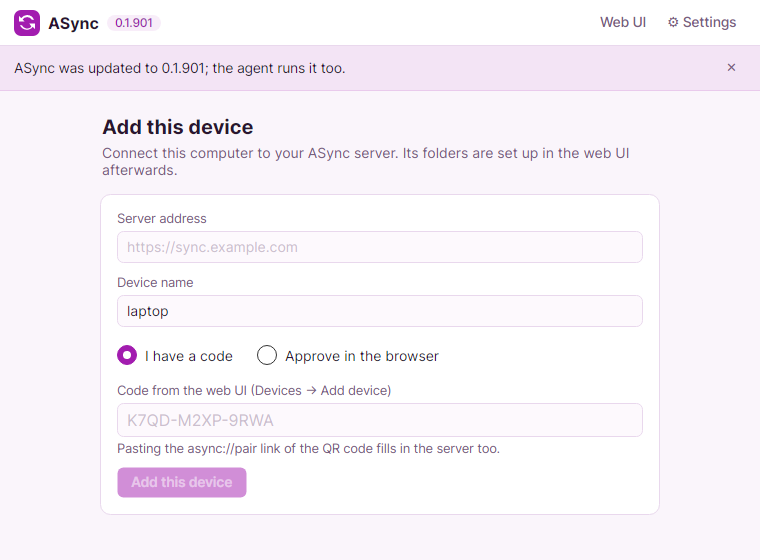 ASync 0.1.901 Web UI ⚙ Settings
ASync was updated to 0.1.901; the agent runs it too. ×
Add this device
Connect this computer to your ASync server. Its folders are set up in the web UI
afterwards.
Server address
https://sync.example.com
Device name
laptop
I have a code Approve in the browser
Code from the web UI (Devices → Add device)
K7QD-M2XP-9RWA
Pasting the async://pair link of the QR code fills in the server too.
Add this device